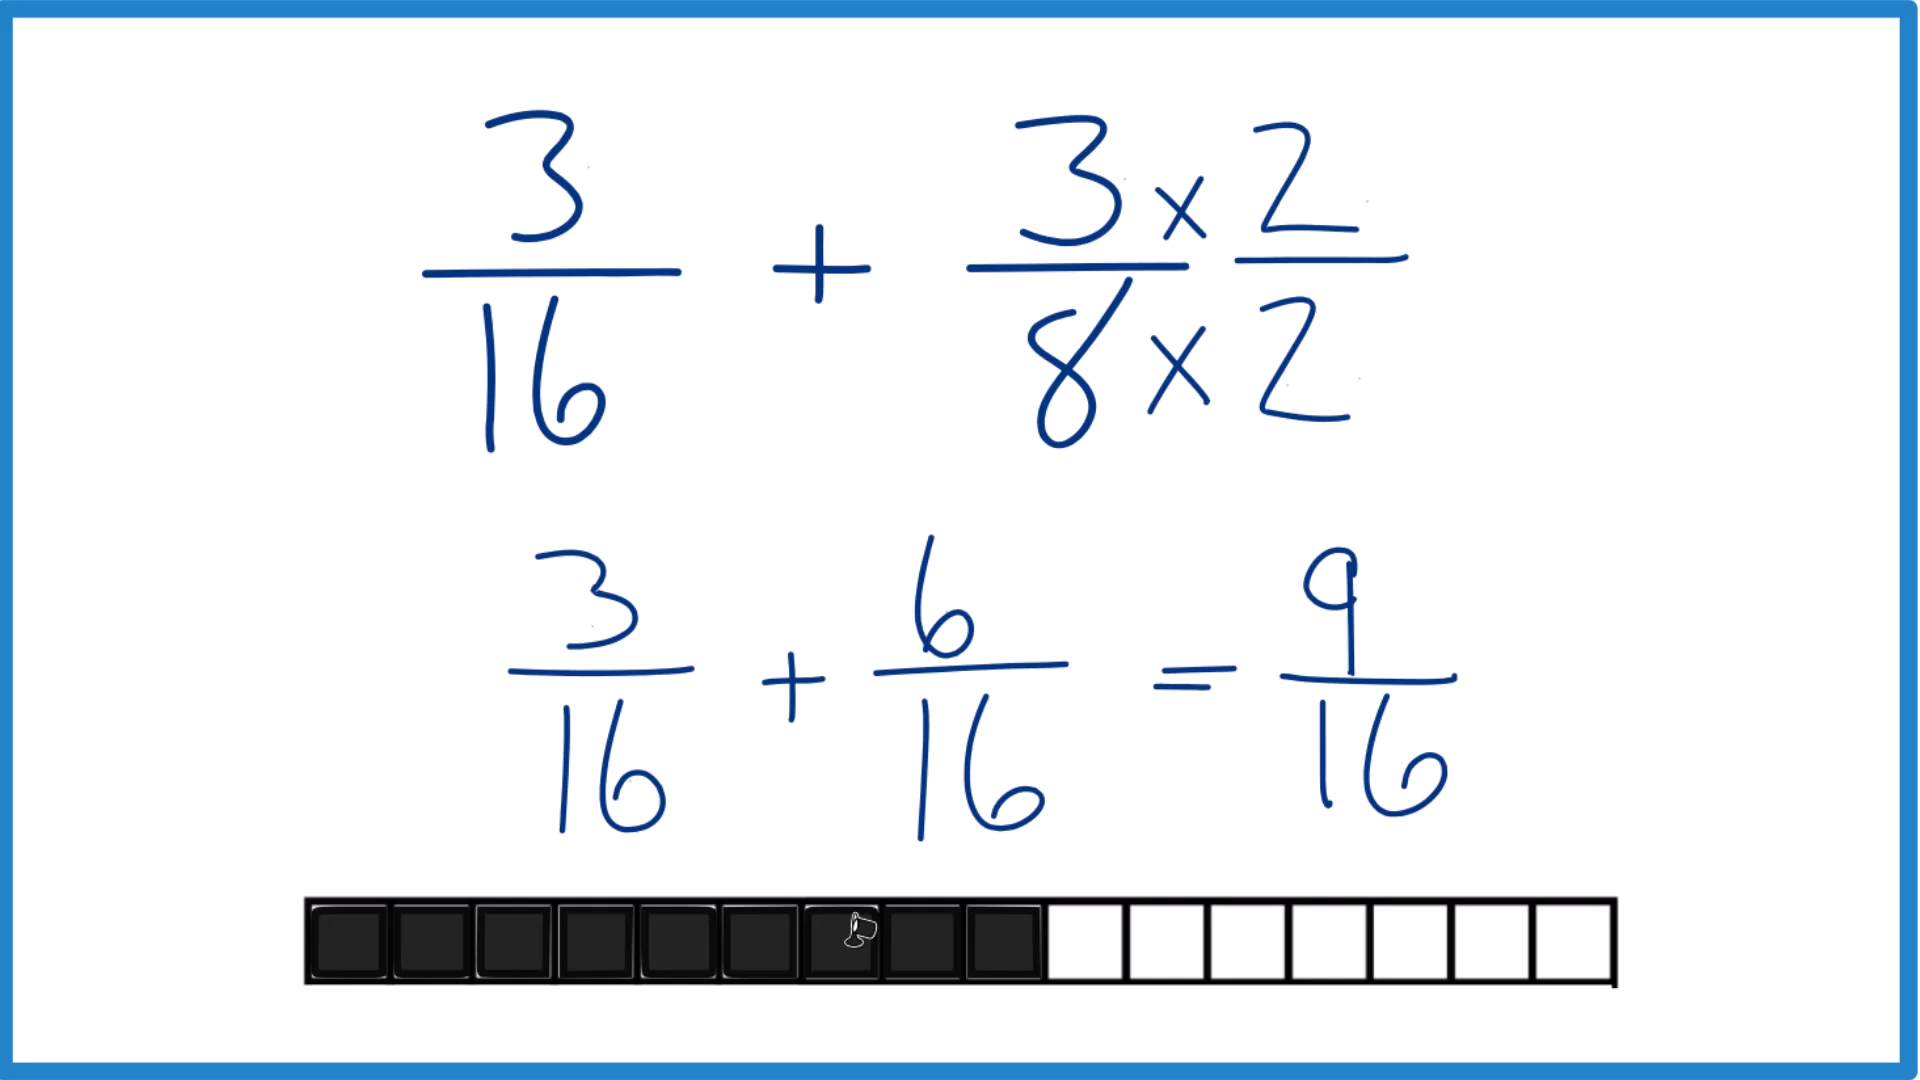 3/16 + 3/8 × 2/× 2
3/16 + 6/16 = 9/16